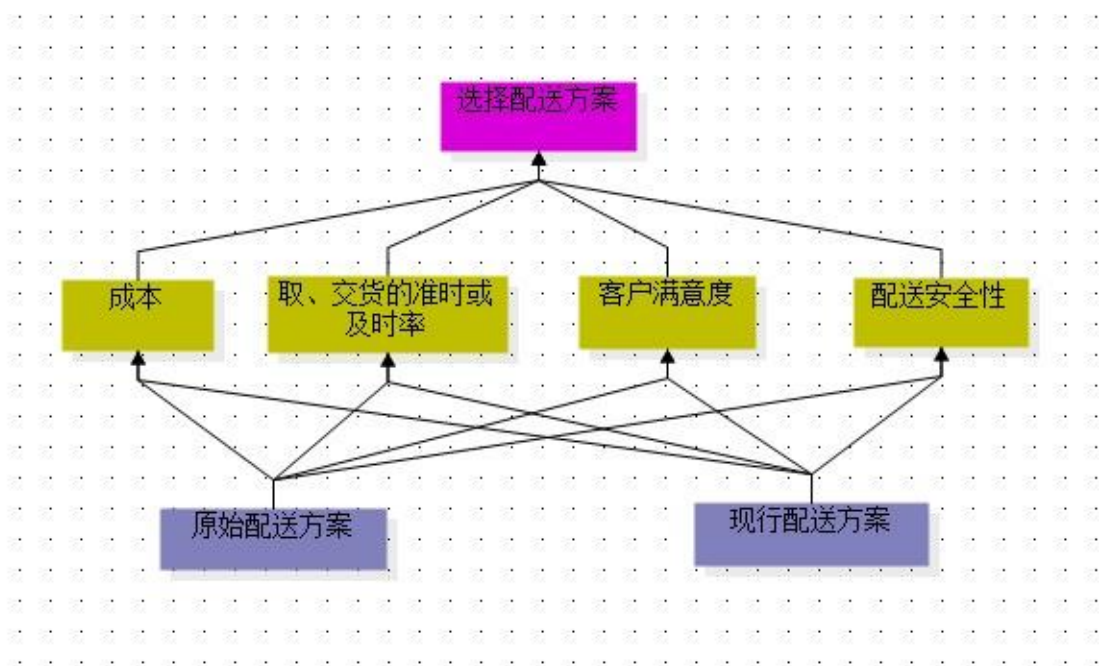 选择配送方案
成本
取、交货的准时或
及时率
客户满意度
配送安全性
原始配送方案
现行配送方案